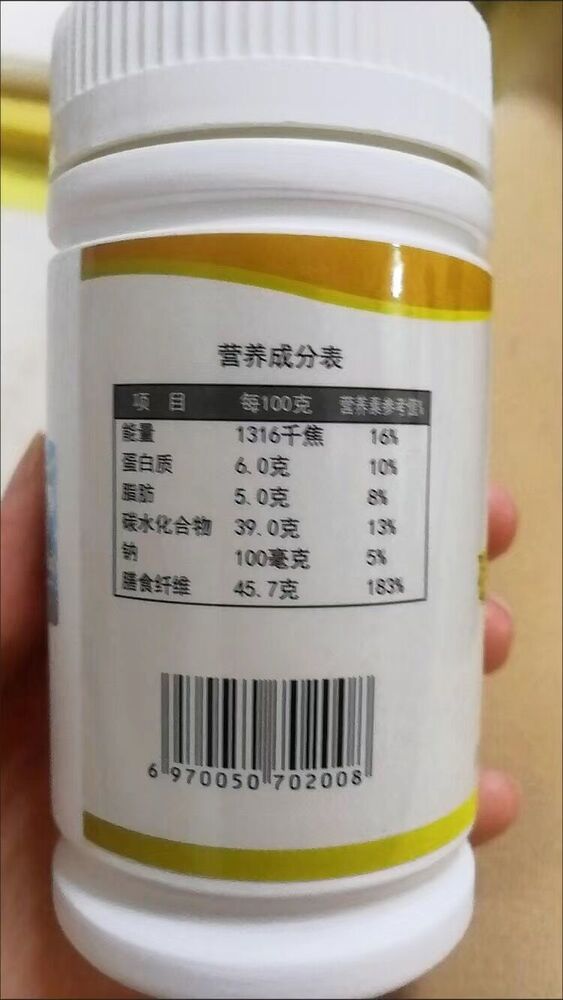 营养成分表
项 目 每100克 营养素参考值%
能量 1316千焦 16%
蛋白质 6.0克 10%
脂肪 5.0克 8%
碳水化合物 39.0克 13%
钠 100毫克 5%
膳食纤维 45.7克 183%
6 970050 702008